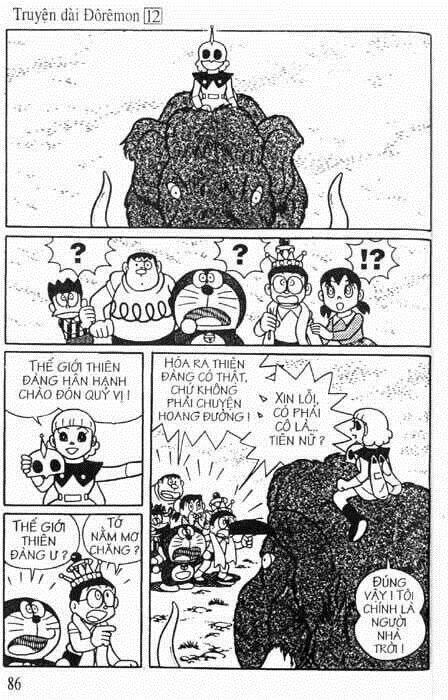 Truyện dài Đôrêmon 12
?
?
!?
THẾ GIỚI THIÊN
ĐÀNG HÂN HẠNH
CHÀO ĐÓN QUÝ VỊ !
HÓA RA THIÊN
ĐÀNG CÓ THẬT,
CHỨ KHÔNG
PHẢI CHUYỆN
HOANG ĐƯỜNG !
XIN LỖI,
CÓ PHẢI
CÔ LÀ...
TIÊN NỮ ?
THẾ GIỚI
THIÊN
ĐÀNG Ư ?
TỚ
NẰM MƠ
CHĂNG ?
ĐÚNG
VẬY ! TÔI
CHÍNH LÀ
NGƯỜI
NHÀ
TRỜI !
86